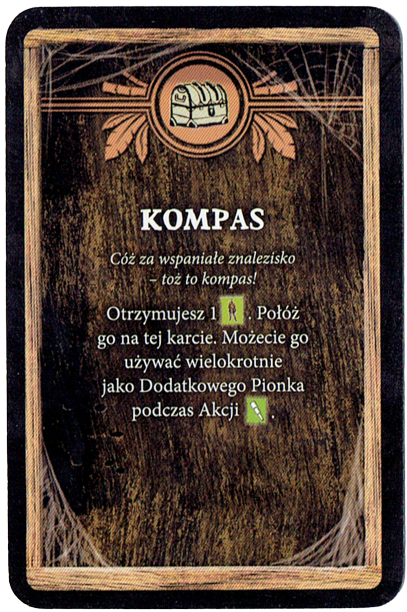 KOMPAS
Cóż za wspaniałe znalezisko
– toż to kompas!
Otrzymujesz 1 . Połóż
go na tej karcie. Możecie go
używać wielokrotnie
jako Dodatkowego Pionka
podczas Akcji .